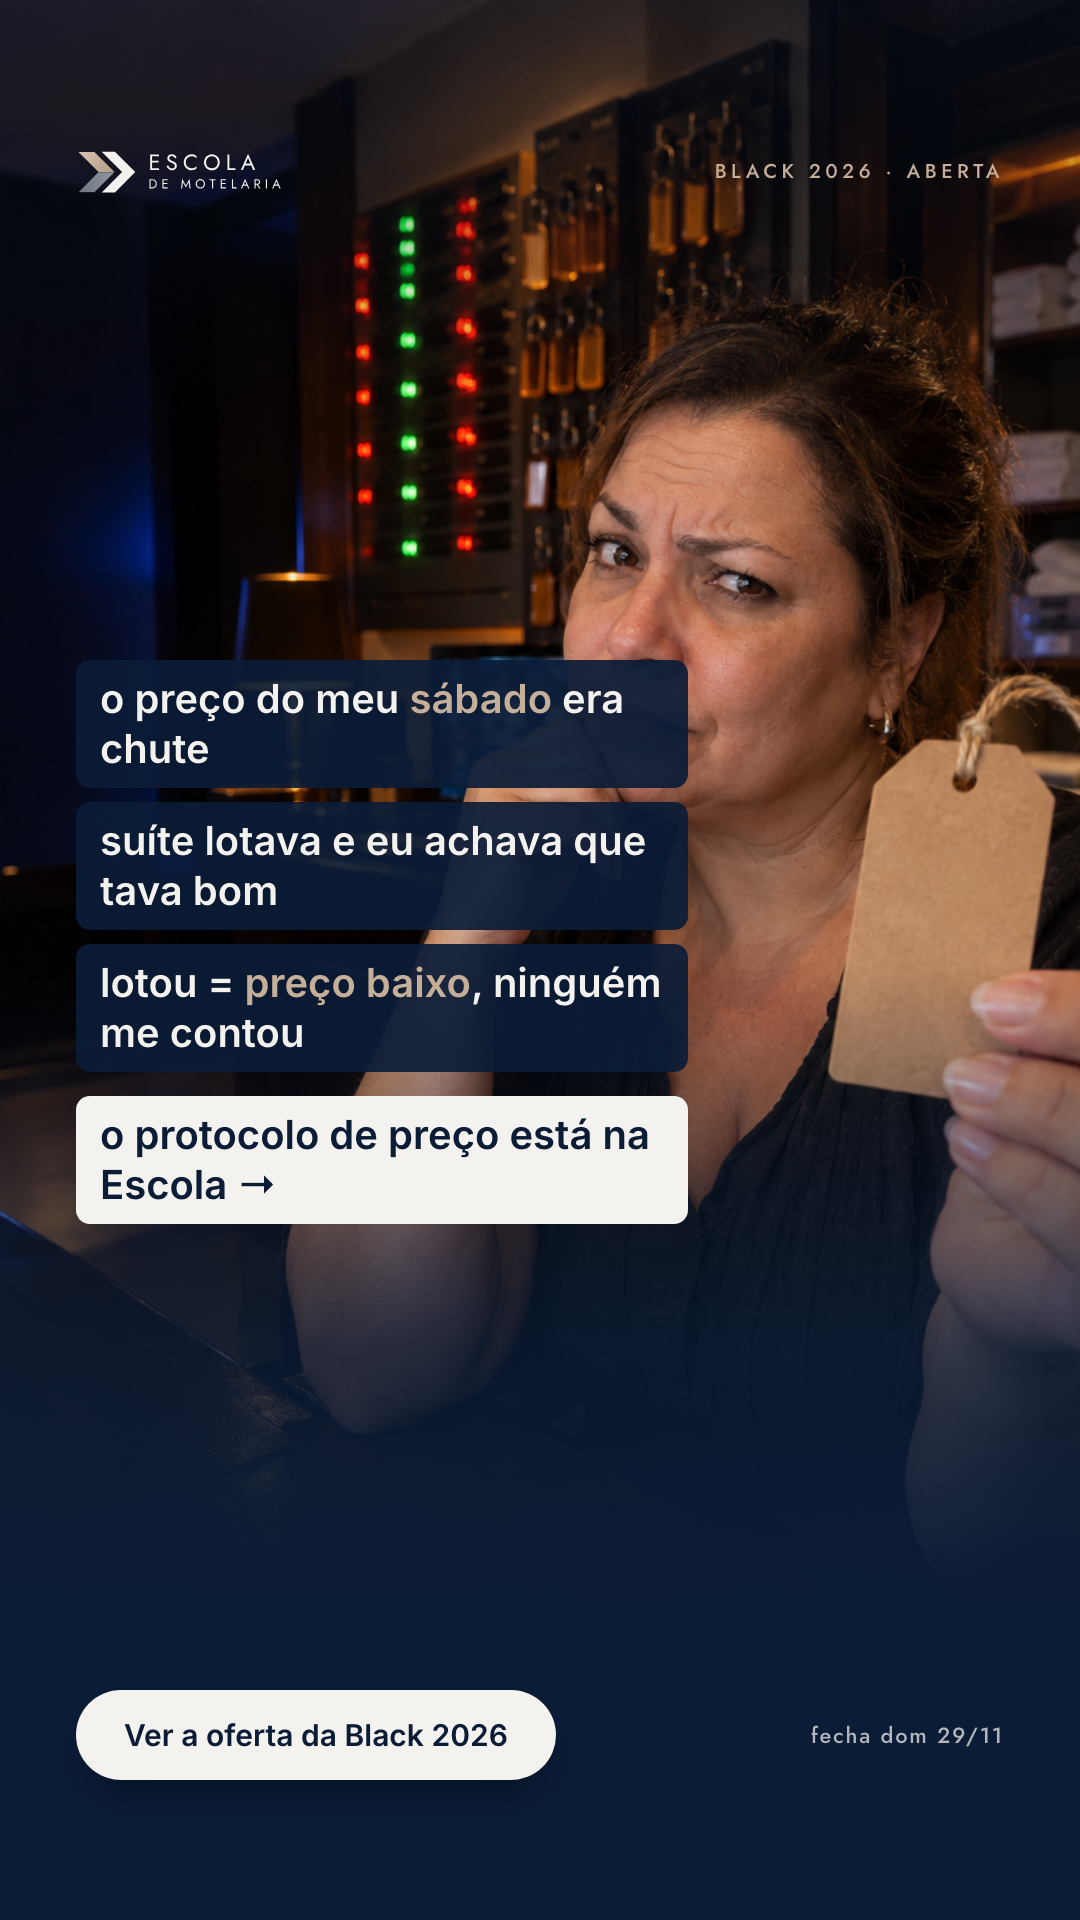 ESCOLA
DE MOTELARIA
BLACK 2026 · ABERTA
o preço do meu sábado era
chute
suíte lotava e eu achava que
tava bom
lotou = preço baixo, ninguém
me contou
o protocolo de preço está na
Escola →
Ver a oferta da Black 2026
fecha dom 29/11